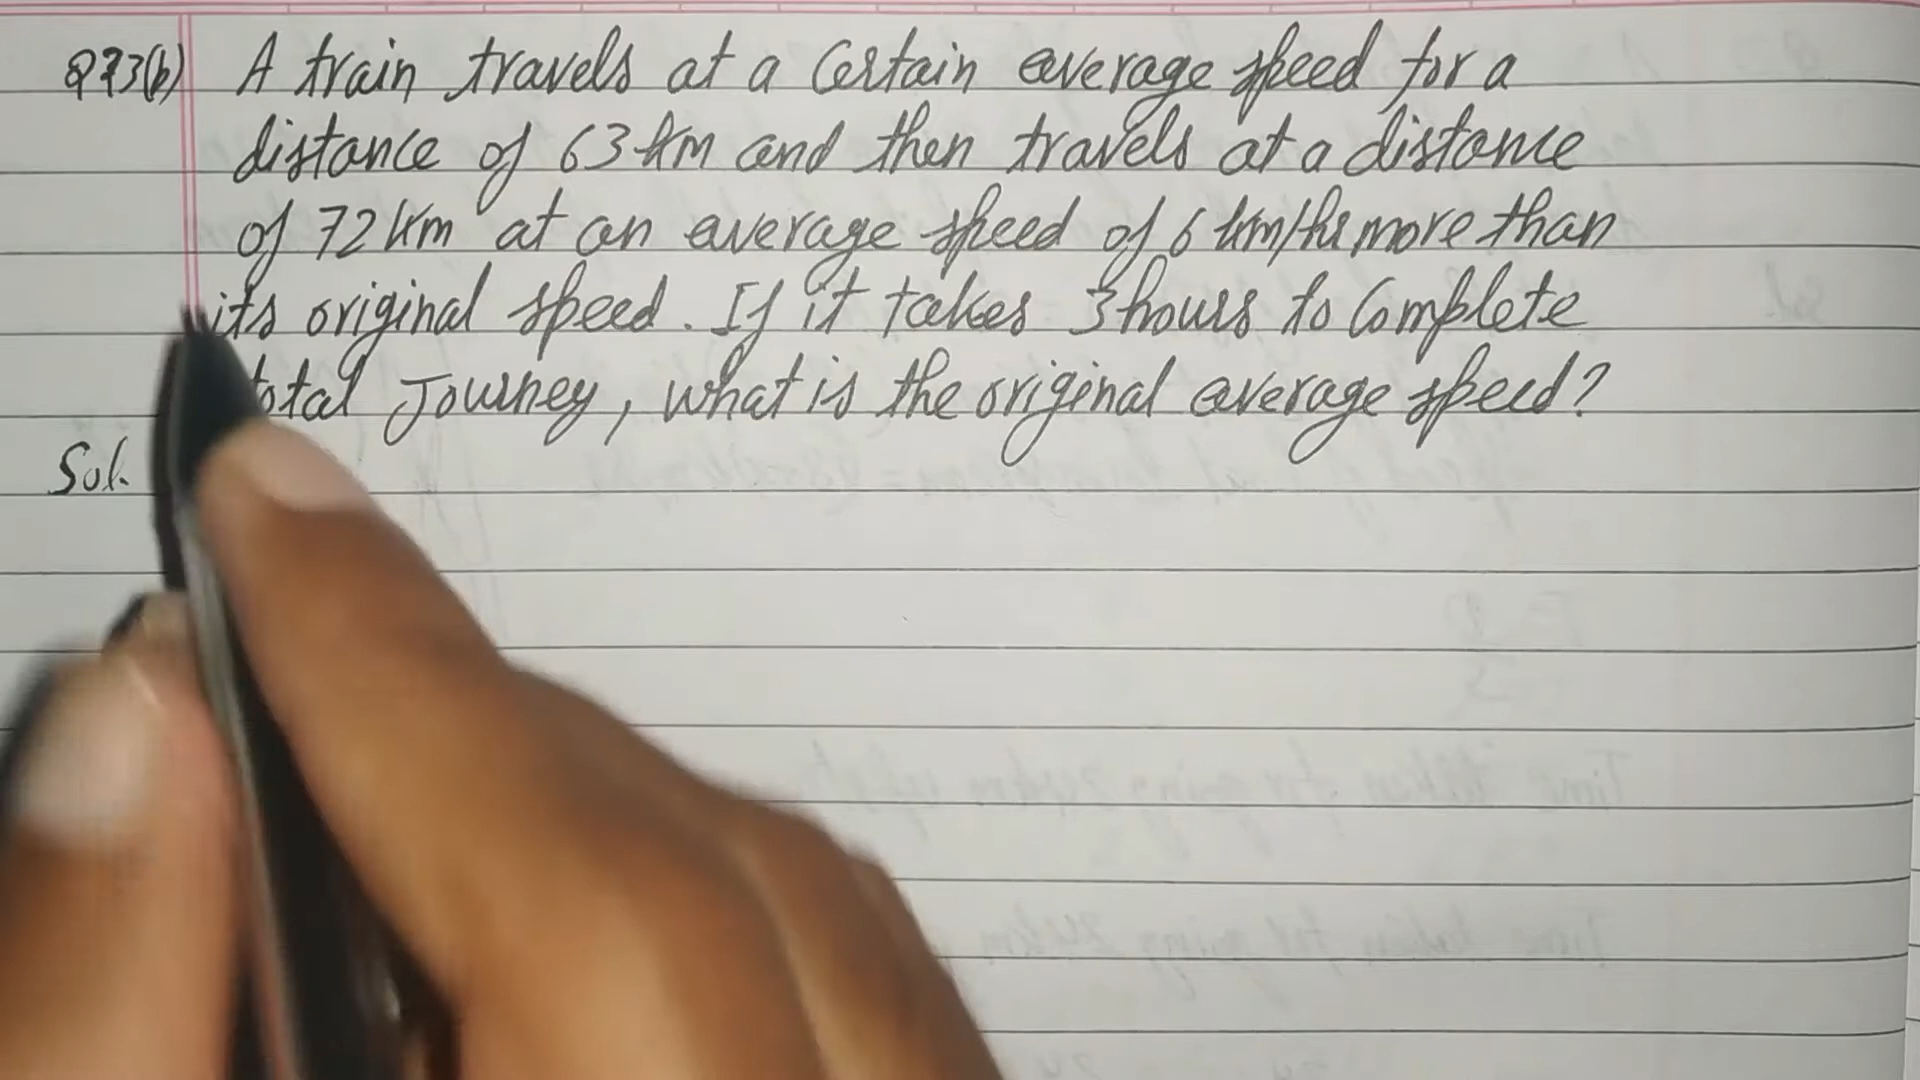 Q73(b) A train travels at a certain average speed for a
distance of 63 km and then travels at a distance
of 72 km at an average speed of 6 km/hr more than
its original speed. If it takes 3 hours to complete
total Journey, what is the original average speed?
Sol.